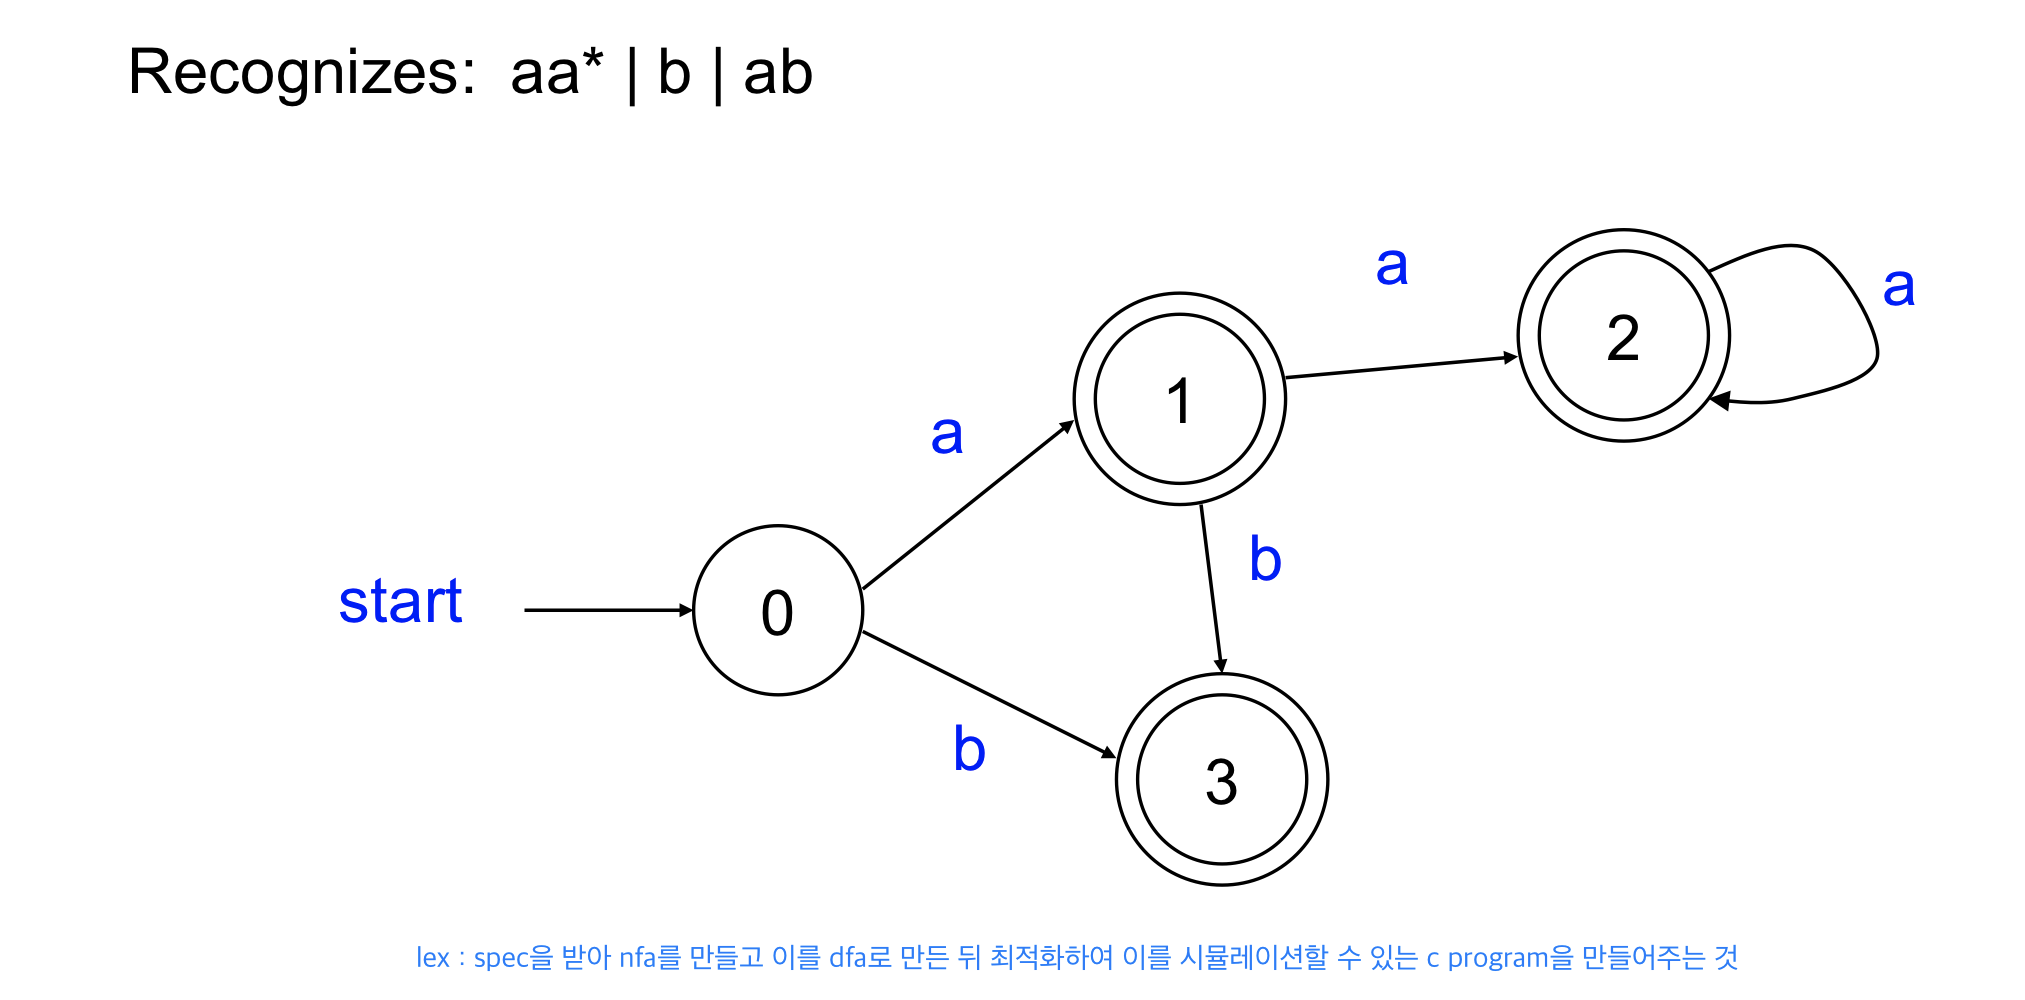 Recognizes: aa* | b | ab
a
a
2
1
a
b
start
0
b
3
lex : spec을 받아 nfa를 만들고 이를 dfa로 만든 뒤 최적화하여 이를 시뮬레이션할 수 있는 c program을 만들어주는 것